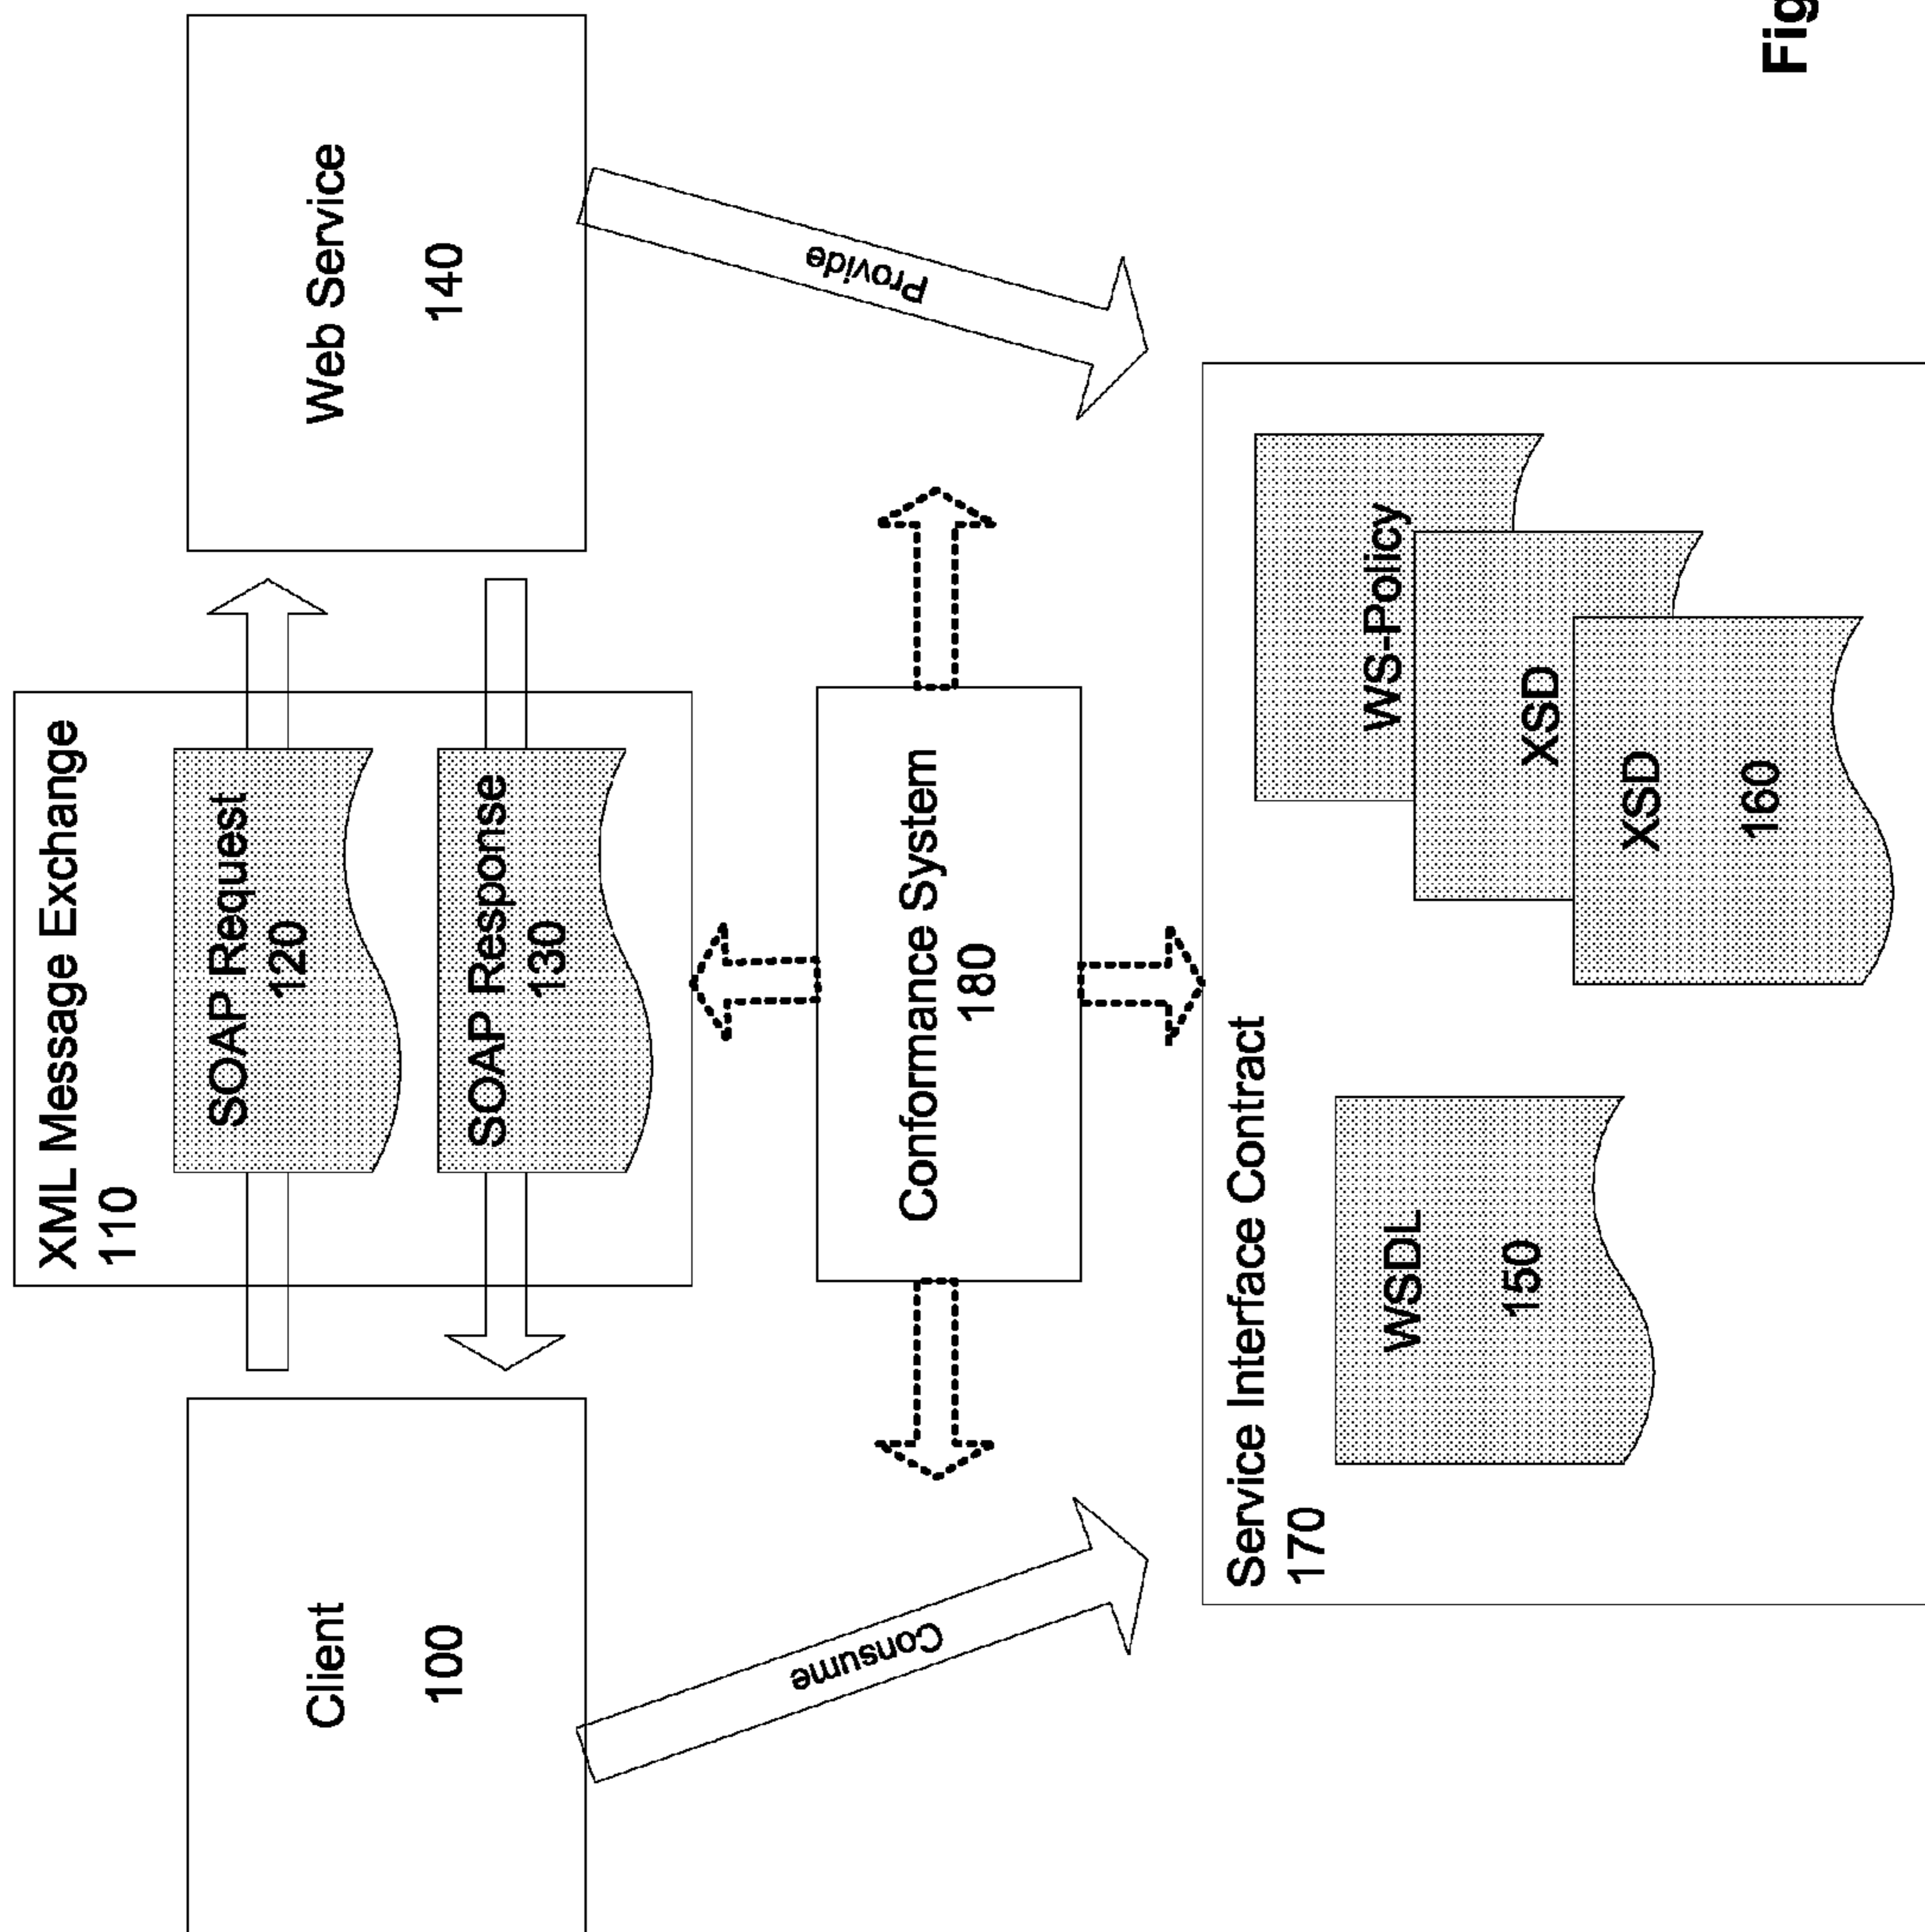 XML Message Exchange
110
Client
100
SOAP Request
120
SOAP Response
130
Web Service
140
Consume
Conformance System
180
Provide
Service Interface Contract
170
WSDL
150
WS-Policy
XSD
XSD
160
Fig